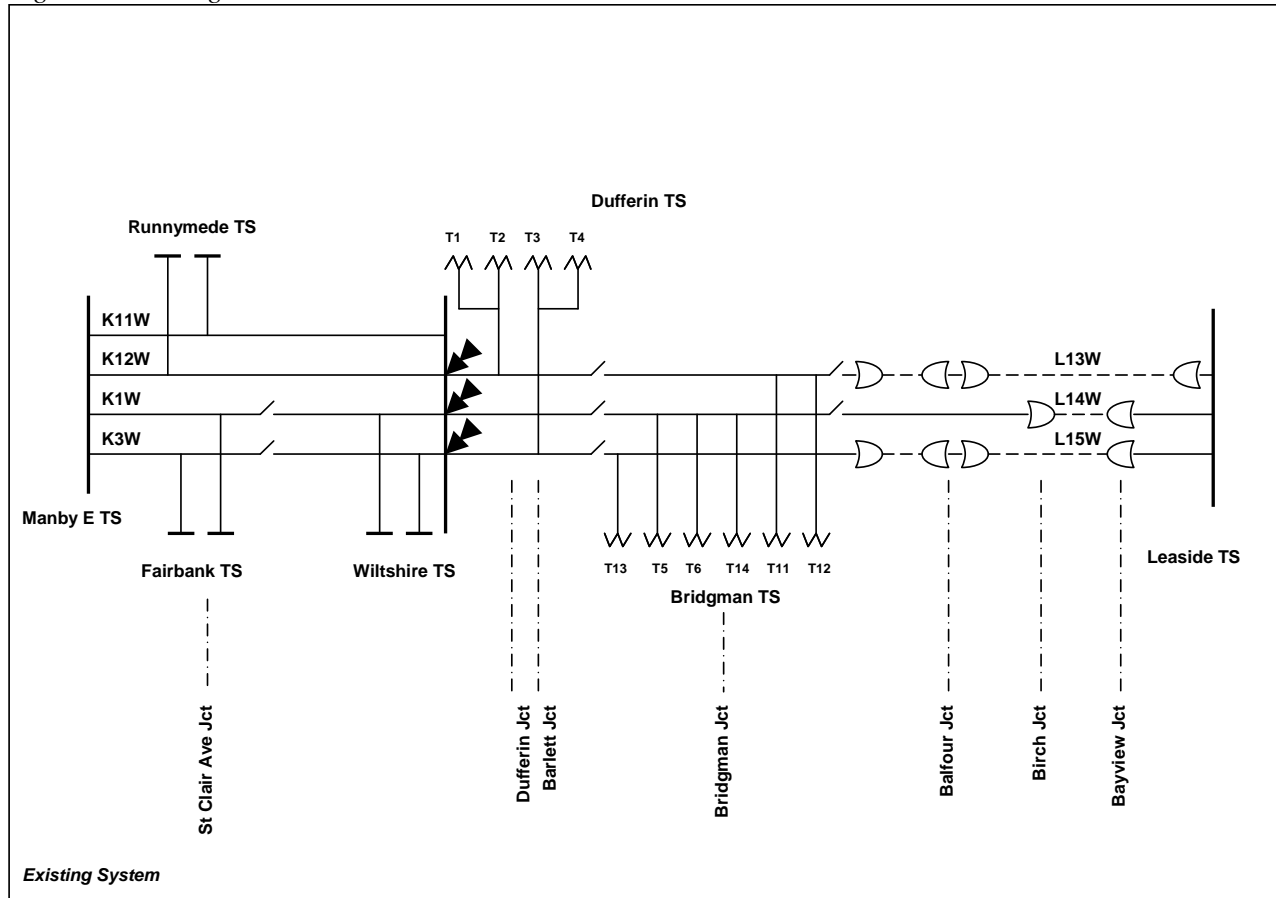 Dufferin TS
Runnymede TS
T1 T2 T3 T4
K11W
K12W
L13W
K1W
L14W
K3W
L15W
Manby E TS
Leaside TS
Fairbank TS
Wiltshire TS
T13 T5 T6 T14 T11 T12
Bridgman TS
St Clair Ave Jct
Dufferin Jct
Barlett Jct
Bridgman Jct
Balfour Jct
Birch Jct
Bayview Jct
Existing System